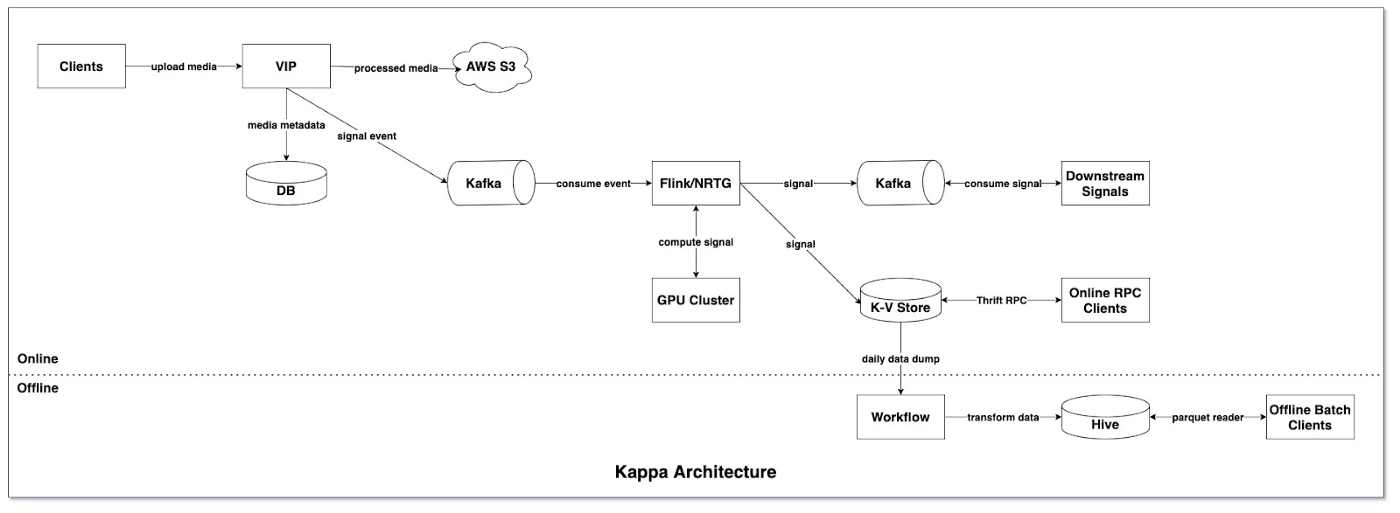 Clients
upload media
VIP
processed media
AWS S3
media metadata
signal event
DB
Kafka
consume event
Flink/NRTG
signal
Kafka
consume signal
Downstream
Signals
compute signal
signal
GPU Cluster
K-V Store
Thrift RPC
Online RPC
Clients
Online
daily data dump
Offline
Workflow
transform data
Hive
parquet reader
Offline Batch
Clients
Kappa Architecture